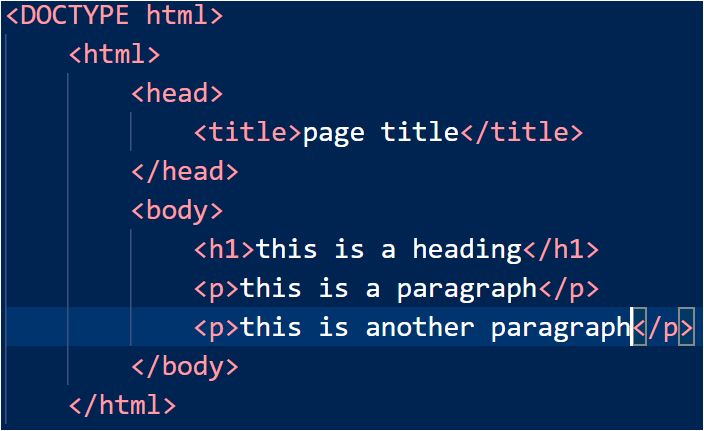 <DOCTYPE html>
<html>
<head>
<title>page title</title>
</head>
<body>
<h1>this is a heading</h1>
<p>this is a paragraph</p>
<p>this is another paragraph</p>
</body>
</html>